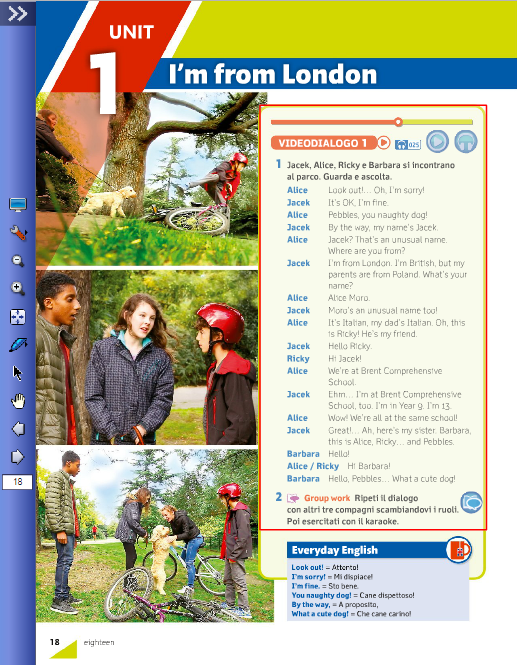 UNIT
1
I'm from London
VIDEODIALOGO 1
025
1 Jacek, Alice, Ricky e Barbara si incontrano
al parco. Guarda e ascolta.
Alice Look out!... Oh, I'm sorry!
Jacek It's OK, I'm fine.
Alice Pebbles, you naughty dog!
Jacek By the way, my name's Jacek.
Alice Jacek? That's an unusual name.
Where are you from?
Jacek I'm from London. I'm British, but my
parents are from Poland. What's your
name?
Alice Alice Moro.
Jacek Moro's an unusual name too!
Alice It's Italian, my dad's Italian. Oh, this
is Ricky! He's my friend.
Jacek Hello Ricky.
Ricky Hi Jacek!
Alice We're at Brent Comprehensive
School.
Jacek Ehm... I'm at Brent Comprehensive
School, too. I'm in Year 9. I'm 13.
Alice Wow! We're all at the same school!
Jacek Great!... Ah, here's my sister. Barbara,
this is Alice, Ricky... and Pebbles.
Barbara Hello!
Alice / Ricky Hi Barbara!
Barbara Hello, Pebbles... What a cute dog!
2 Group work Ripeti il dialogo
con altri tre compagni scambiandovi i ruoli.
Poi esercitati con il karaoke.
Everyday English
Look out! = Attento!
I'm sorry! = Mi dispiace!
I'm fine. = Sto bene.
You naughty dog! = Cane dispettoso!
By the way, = A proposito,
What a cute dog! = Che cane carino!
18
18 eighteen